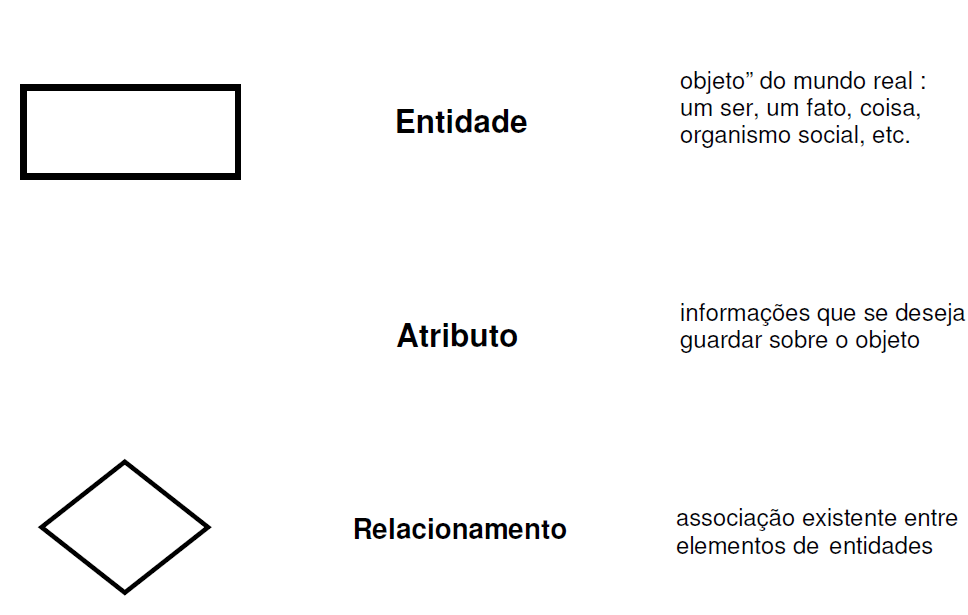 Entidade
objeto” do mundo real :
um ser, um fato, coisa,
organismo social, etc.
Atributo
informações que se deseja
guardar sobre o objeto
Relacionamento
associação existente entre
elementos de entidades